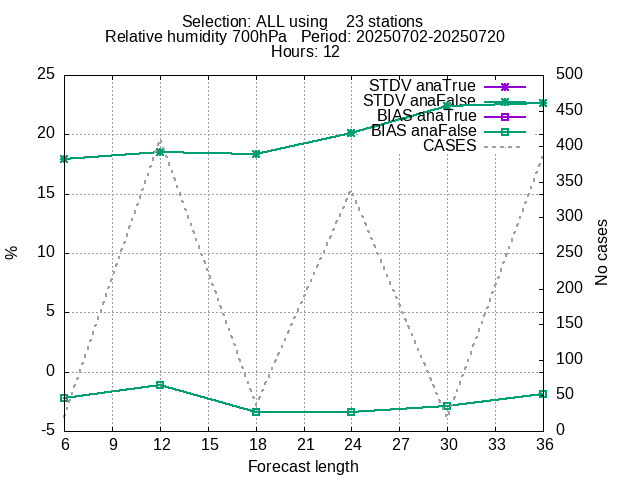 Selection: ALL using 23 stations
Relative humidity 700hPa Period: 20250702-20250720
Hours: 12
25
20
15
10
5
0
-5
500
450
400
350
300
250
200
150
100
50
0
STDV anaTrue
STDV anaFalse
BIAS anaTrue
BIAS anaFalse
CASES
%
No cases
6 9 12 15 18 21 24 27 30 33 36
Forecast length